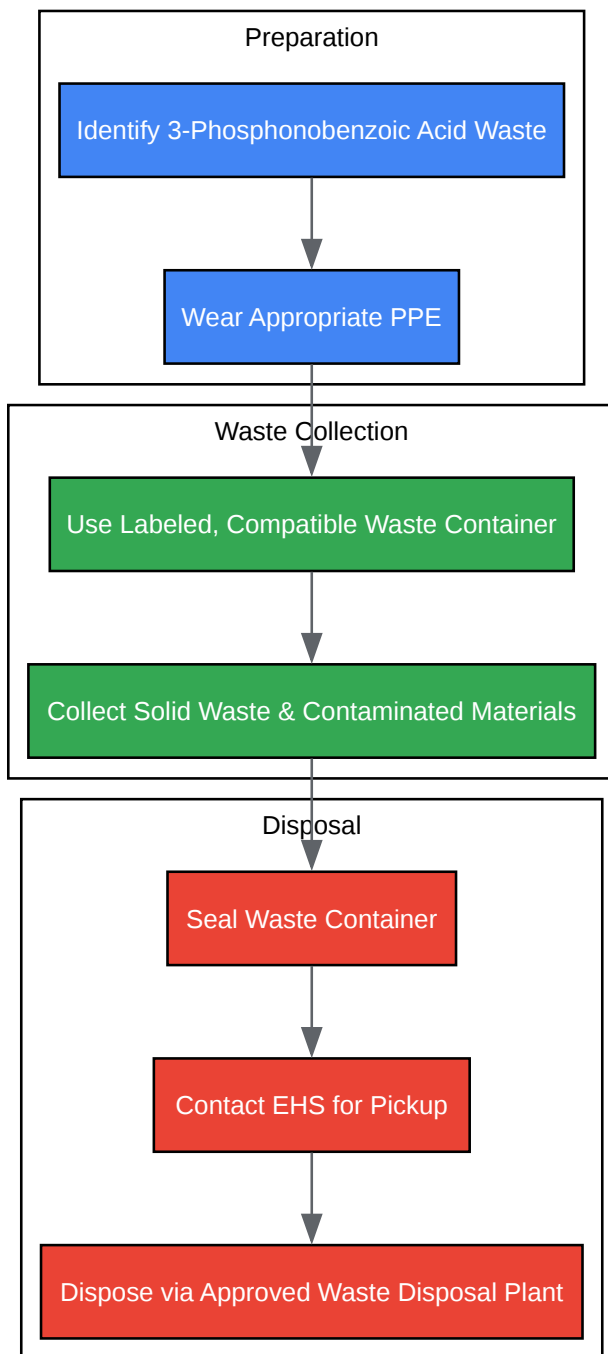 Preparation
Identify 3-Phosphonobenzoic Acid Waste
Wear Appropriate PPE
Waste Collection
Use Labeled, Compatible Waste Container
Collect Solid Waste & Contaminated Materials
Disposal
Seal Waste Container
Contact EHS for Pickup
Dispose via Approved Waste Disposal Plant